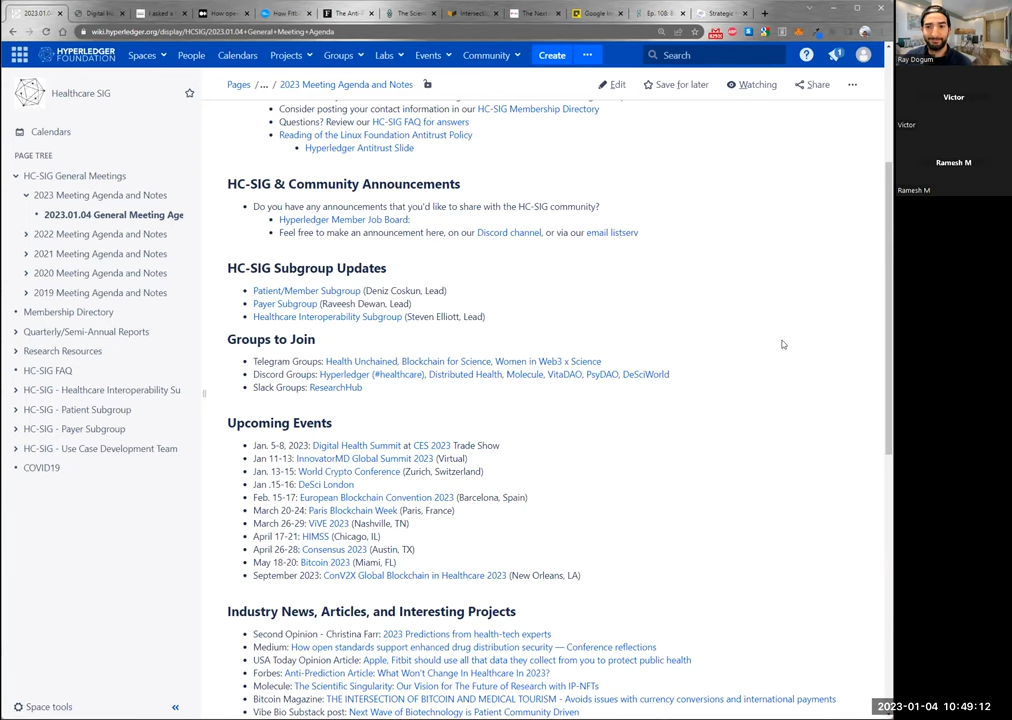 2023.01.04
Digital H
I asked a
How open
How Fitb
The Anti-F
The Scien
Intersecti
The Next
Google In
Ep. 108: B
Strategic
wiki.hyperledger.org/display/HCSIG/2023.01.04+General+Meeting+Agenda
HYPERLEDGER FOUNDATION Spaces People Calendars Projects Groups Labs Events Community Create ••• Search
Healthcare SIG
Calendars
PAGE TREE
HC-SIG General Meetings
2023 Meeting Agenda and Notes
2023.01.04 General Meeting Age
2022 Meeting Agenda and Notes
2021 Meeting Agenda and Notes
2020 Meeting Agenda and Notes
2019 Meeting Agenda and Notes
Membership Directory
Quarterly/Semi-Annual Reports
Research Resources
HC-SIG FAQ
HC-SIG - Healthcare Interoperability Su
HC-SIG - Patient Subgroup
HC-SIG - Payer Subgroup
HC-SIG - Use Case Development Team
COVID19
Space tools
Pages /... / 2023 Meeting Agenda and Notes
Edit Save for later Watching Share •••
• Consider posting your contact information in our HC-SIG Membership Directory
• Questions? Review our HC-SIG FAQ for answers
• Reading of the Linux Foundation Antitrust Policy
• Hyperledger Antitrust Slide
HC-SIG & Community Announcements
• Do you have any announcements that you'd like to share with the HC-SIG community?
• Hyperledger Member Job Board:
• Feel free to make an announcement here, on our Discord channel, or via our email listserv
HC-SIG Subgroup Updates
• Patient/Member Subgroup (Deniz Coskun, Lead)
• Payer Subgroup (Raveesh Dewan, Lead)
• Healthcare Interoperability Subgroup (Steven Elliott, Lead)
Groups to Join
• Telegram Groups: Health Unchained, Blockchain for Science, Women in Web3 x Science
• Discord Groups: Hyperledger (#healthcare), Distributed Health, Molecule, VitaDAO, PsyDAO, DeSciWorld
• Slack Groups: ResearchHub
Upcoming Events
• Jan. 5-8, 2023: Digital Health Summit at CES 2023 Trade Show
• Jan 11-13: InnovatorMD Global Summit 2023 (Virtual)
• Jan. 13-15: World Crypto Conference (Zurich, Switzerland)
• Jan .15-16: DeSci London
• Feb. 15-17: European Blockchain Convention 2023 (Barcelona, Spain)
• March 20-24: Paris Blockchain Week (Paris, France)
• March 26-29: ViVE 2023 (Nashville, TN)
• April 17-21: HIMSS (Chicago, IL)
• April 26-28: Consensus 2023 (Austin, TX)
• May 18-20: Bitcoin 2023 (Miami, FL)
• September 2023: ConV2X Global Blockchain in Healthcare 2023 (New Orleans, LA)
Industry News, Articles, and Interesting Projects
• Second Opinion - Christina Farr: 2023 Predictions from health-tech experts
• Medium: How open standards support enhanced drug distribution security — Conference reflections
• USA Today Opinion Article: Apple, Fitbit should use all that data they collect from you to protect public health
• Forbes: Anti-Prediction Article: What Won't Change In Healthcare In 2023?
• Molecule: The Scientific Singularity: Our Vision for The Future of Research with IP-NFTs
• Bitcoin Magazine: THE INTERSECTION OF BITCOIN AND MEDICAL TOURISM - Avoids issues with currency conversions and international payments
• Vibe Bio Substack post: Next Wave of Biotechnology is Patient Community Driven
Ray Dogum
Victor
Victor
Ramesh M
Ramesh M
2023-01-04 10:49:12